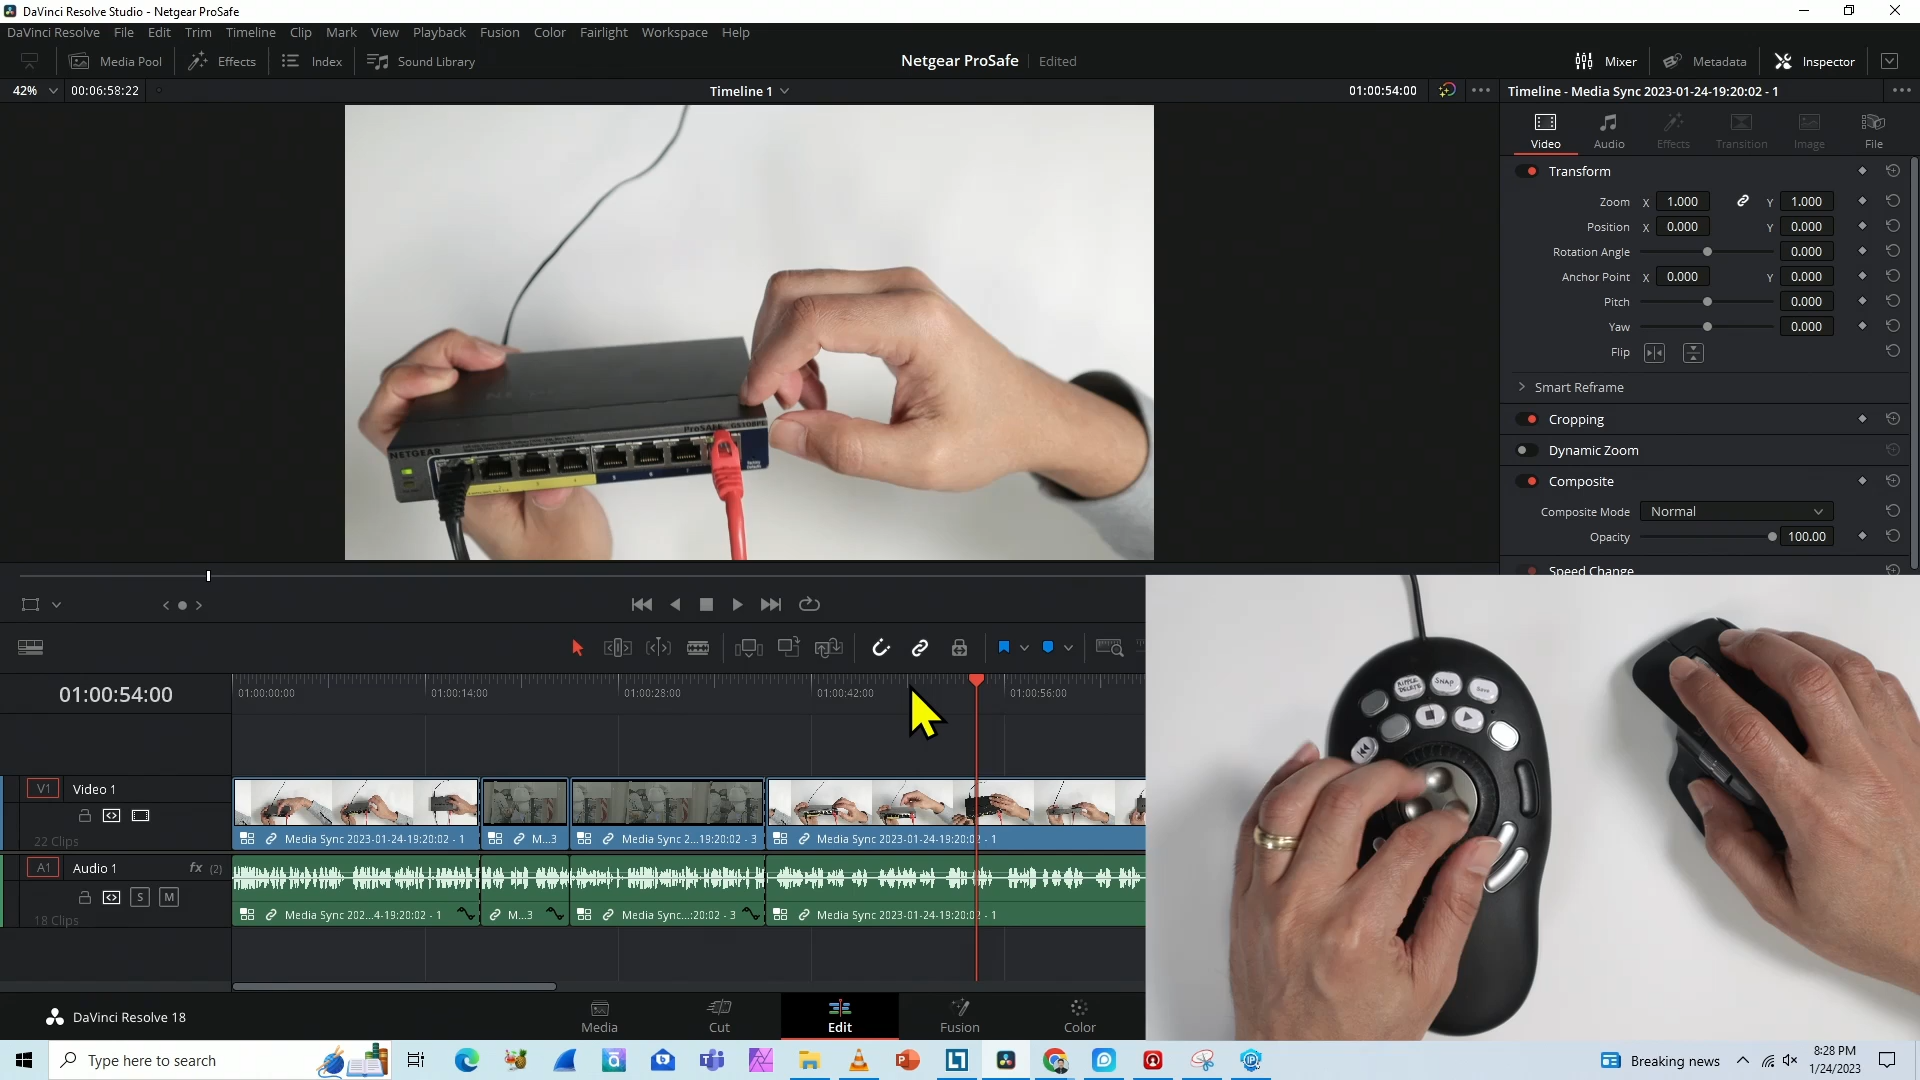 DaVinci Resolve Studio - Netgear ProSafe
DaVinci Resolve File Edit Trim Timeline Clip Mark View Playback Fusion Color Fairlight Workspace Help
Media Pool Effects Index Sound Library
Netgear ProSafe Edited
Mixer Metadata Inspector
42% 00:06:58:22
Timeline 1
01:00:54:00
Timeline - Media Sync 2023-01-24-19:20:02 - 1
Video Audio Effects Transition Image File
Transform
Zoom X 1.000 Y 1.000
Position X 0.000 Y 0.000
Rotation Angle 0.000
Anchor Point X 0.000 Y 0.000
Pitch 0.000
Yaw 0.000
Flip
Smart Reframe
Cropping
Dynamic Zoom
Composite
Composite Mode Normal
Opacity 100.00
Speed Change
NETGEAR
ProSAFE GS108PE
RIPPLE DELETE
SNAP
SAVE
01:00:54:00
01:00:00:00 01:00:14:00 01:00:28:00 01:00:42:00 01:00:56:00
V1 Video 1
22 Clips
Media Sync 2023-01-24-19:20:02 - 1
M...3
Media Sync 2...19:20:02 - 3
Media Sync 2023-01-24-19:20:02 - 1
A1 Audio 1 fx (2)
S M
18 Clips
Media Sync 202...4-19:20:02 - 1
M...3
Media Sync...:20:02 - 3
Media Sync 2023-01-24-19:20:02 - 1
DaVinci Resolve 18
Media Cut Edit Fusion Color
Type here to search
Breaking news
8:28 PM
1/24/2023